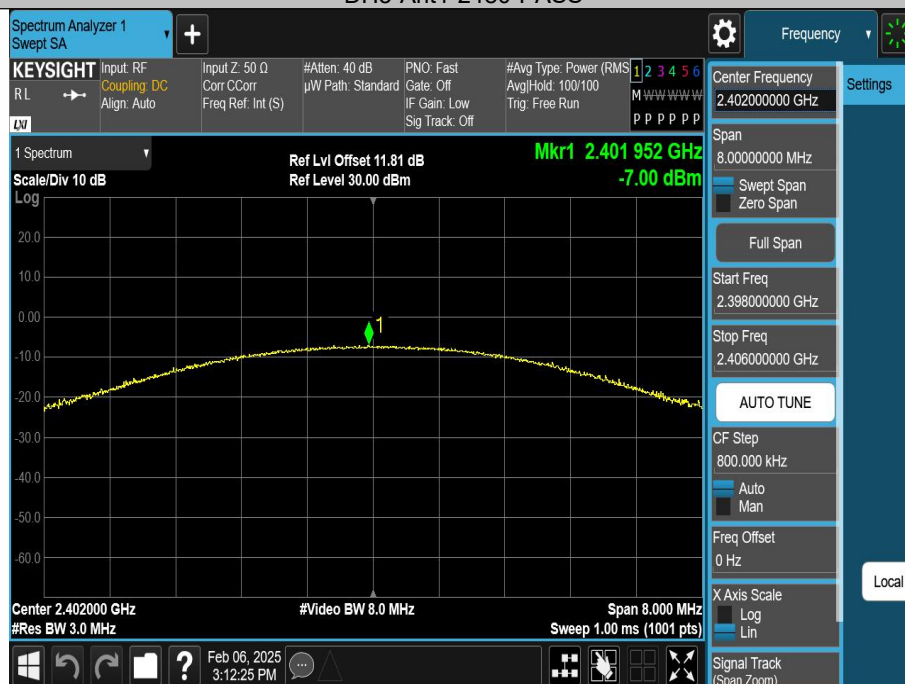 Spectrum Analyzer 1
Swept SA
Frequency
KEYSIGHT
RL
LXI
Input: RF
Coupling: DC
Align: Auto
Input Z: 50 Ω
Corr CCorr
Freq Ref: Int (S)
#Atten: 40 dB
µW Path: Standard
PNO: Fast
Gate: Off
IF Gain: Low
Sig Track: Off
#Avg Type: Power (RMS
Avg|Hold: 100/100
Trig: Free Run
1 2 3 4 5 6
M W W W W W
P P P P P P
1 Spectrum
Scale/Div 10 dB
Log
Ref Lvl Offset 11.81 dB
Ref Level 30.00 dBm
Mkr1 2.401 952 GHz
-7.00 dBm
20.0
10.0
0.00
-10.0
-20.0
-30.0
-40.0
-50.0
-60.0
1
Center 2.402000 GHz
#Res BW 3.0 MHz
#Video BW 8.0 MHz
Span 8.000 MHz
Sweep 1.00 ms (1001 pts)
Feb 06, 2025
3:12:25 PM
Center Frequency
2.402000000 GHz
Settings
Span
8.00000000 MHz
Swept Span
Zero Span
Full Span
Start Freq
2.398000000 GHz
Stop Freq
2.406000000 GHz
AUTO TUNE
CF Step
800.000 kHz
Auto
Man
Freq Offset
0 Hz
Local
X Axis Scale
Log
Lin
Signal Track
(Span Zoom)